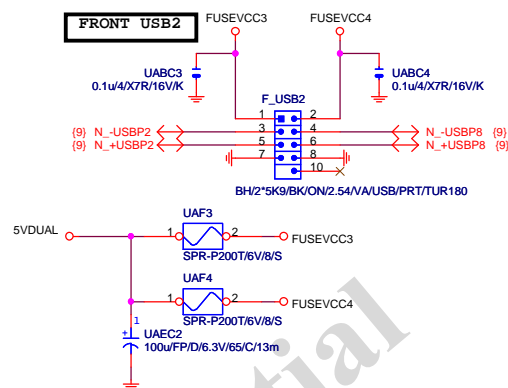 FRONT USB2
FUSEVCC3
FUSEVCC4
UABC3
0.1u/4/X7R/16V/K
UABC4
0.1u/4/X7R/16V/K
F_USB2
1 2
{9} N_-USBP2 3 4 N_-USBP8 {9}
{9} N_+USBP2 5 6 N_+USBP8 {9}
7 8
10
BH/2*5K9/BK/ON/2.54/VA/USB/PRT/TUR180
UAF3
5VDUAL 1 2 FUSEVCC3
SPR-P200T/6V/8/S
UAF4
1 2 FUSEVCC4
SPR-P200T/6V/8/S
1
+
UAEC2
100u/FP/D/6.3V/65/C/13m